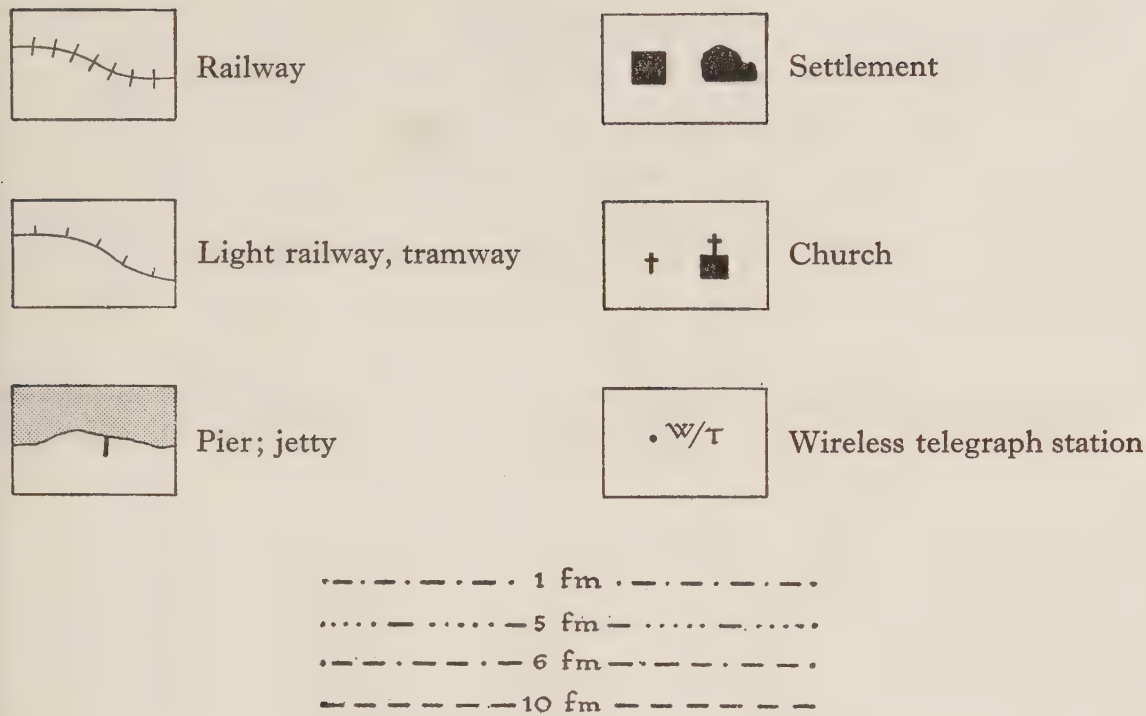 Railway
Settlement
Light railway, tramway
Church
Pier; jetty
W/T
Wireless telegraph station
1 fm
5 fm
6 fm
10 fm